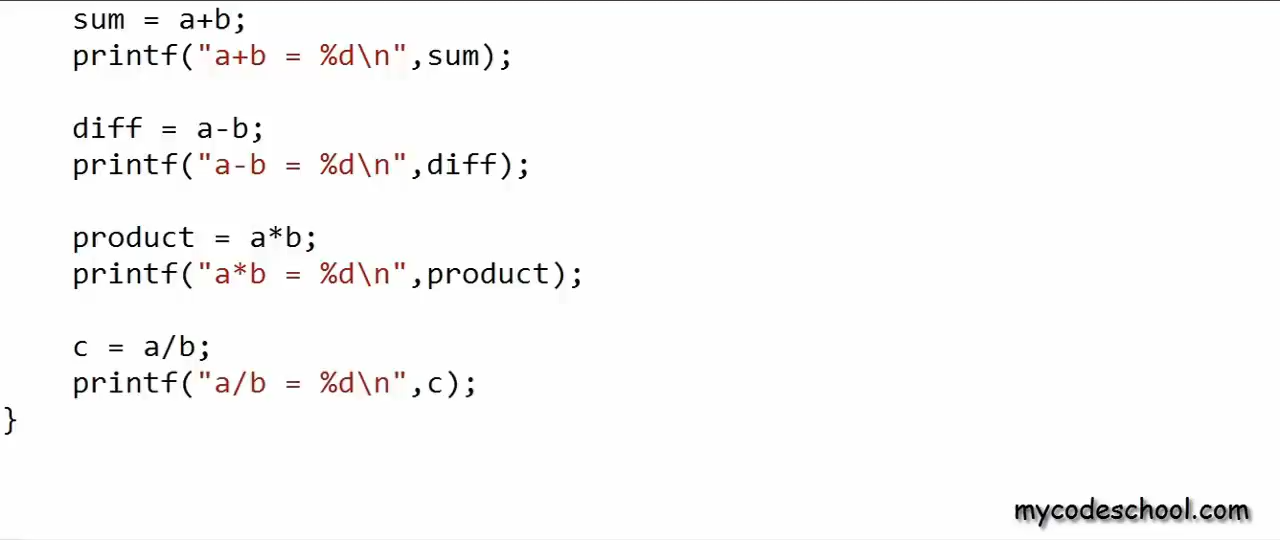 sum = a+b;
printf("a+b = %d\n",sum);
diff = a-b;
printf("a-b = %d\n",diff);
product = a*b;
printf("a*b = %d\n",product);
c = a/b;
printf("a/b = %d\n",c);
}
mycodeschool.com